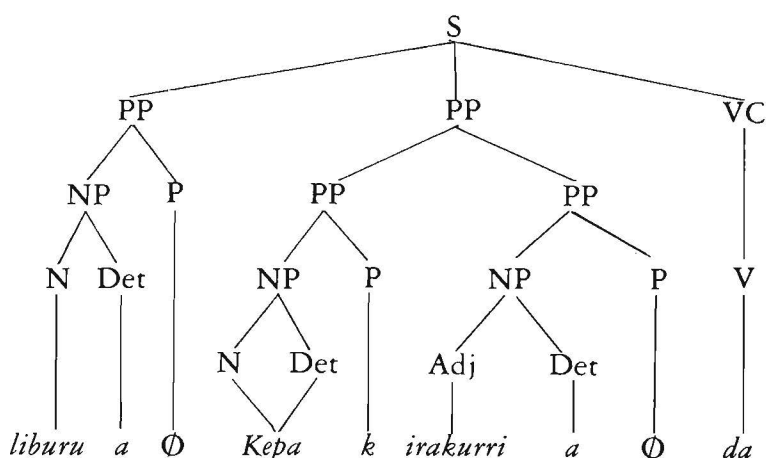 S
PP PP VC
NP P PP PP
N Det NP P NP P V
N Det Adj Det
liburu a Ø Kepa k irakurri a Ø da